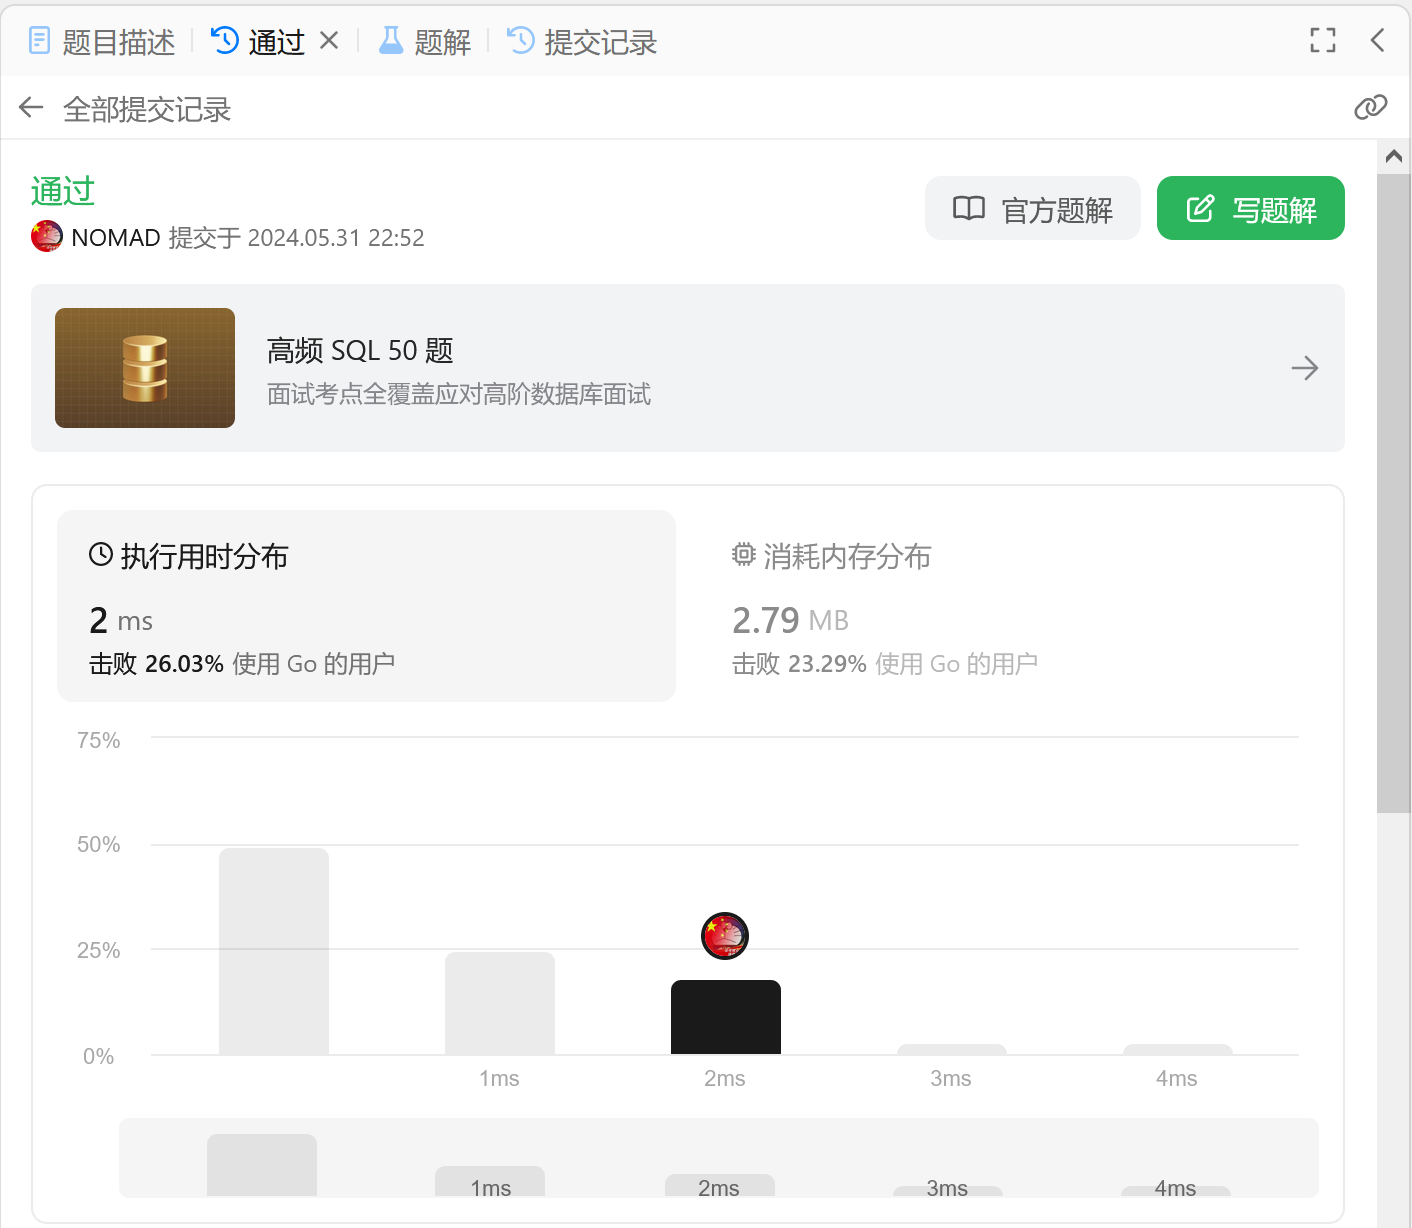 题目描述 通过 题解 提交记录
全部提交记录
通过
官方题解 写题解
NOMAD 提交于 2024.05.31 22:52
高频 SQL 50 题
面试考点全覆盖应对高阶数据库面试
执行用时分布
2 ms
击败 26.03% 使用 Go 的用户
消耗内存分布
2.79 MB
击败 23.29% 使用 Go 的用户
75%
50%
25%
0%
1ms 2ms 3ms 4ms
1ms 2ms 3ms 4ms